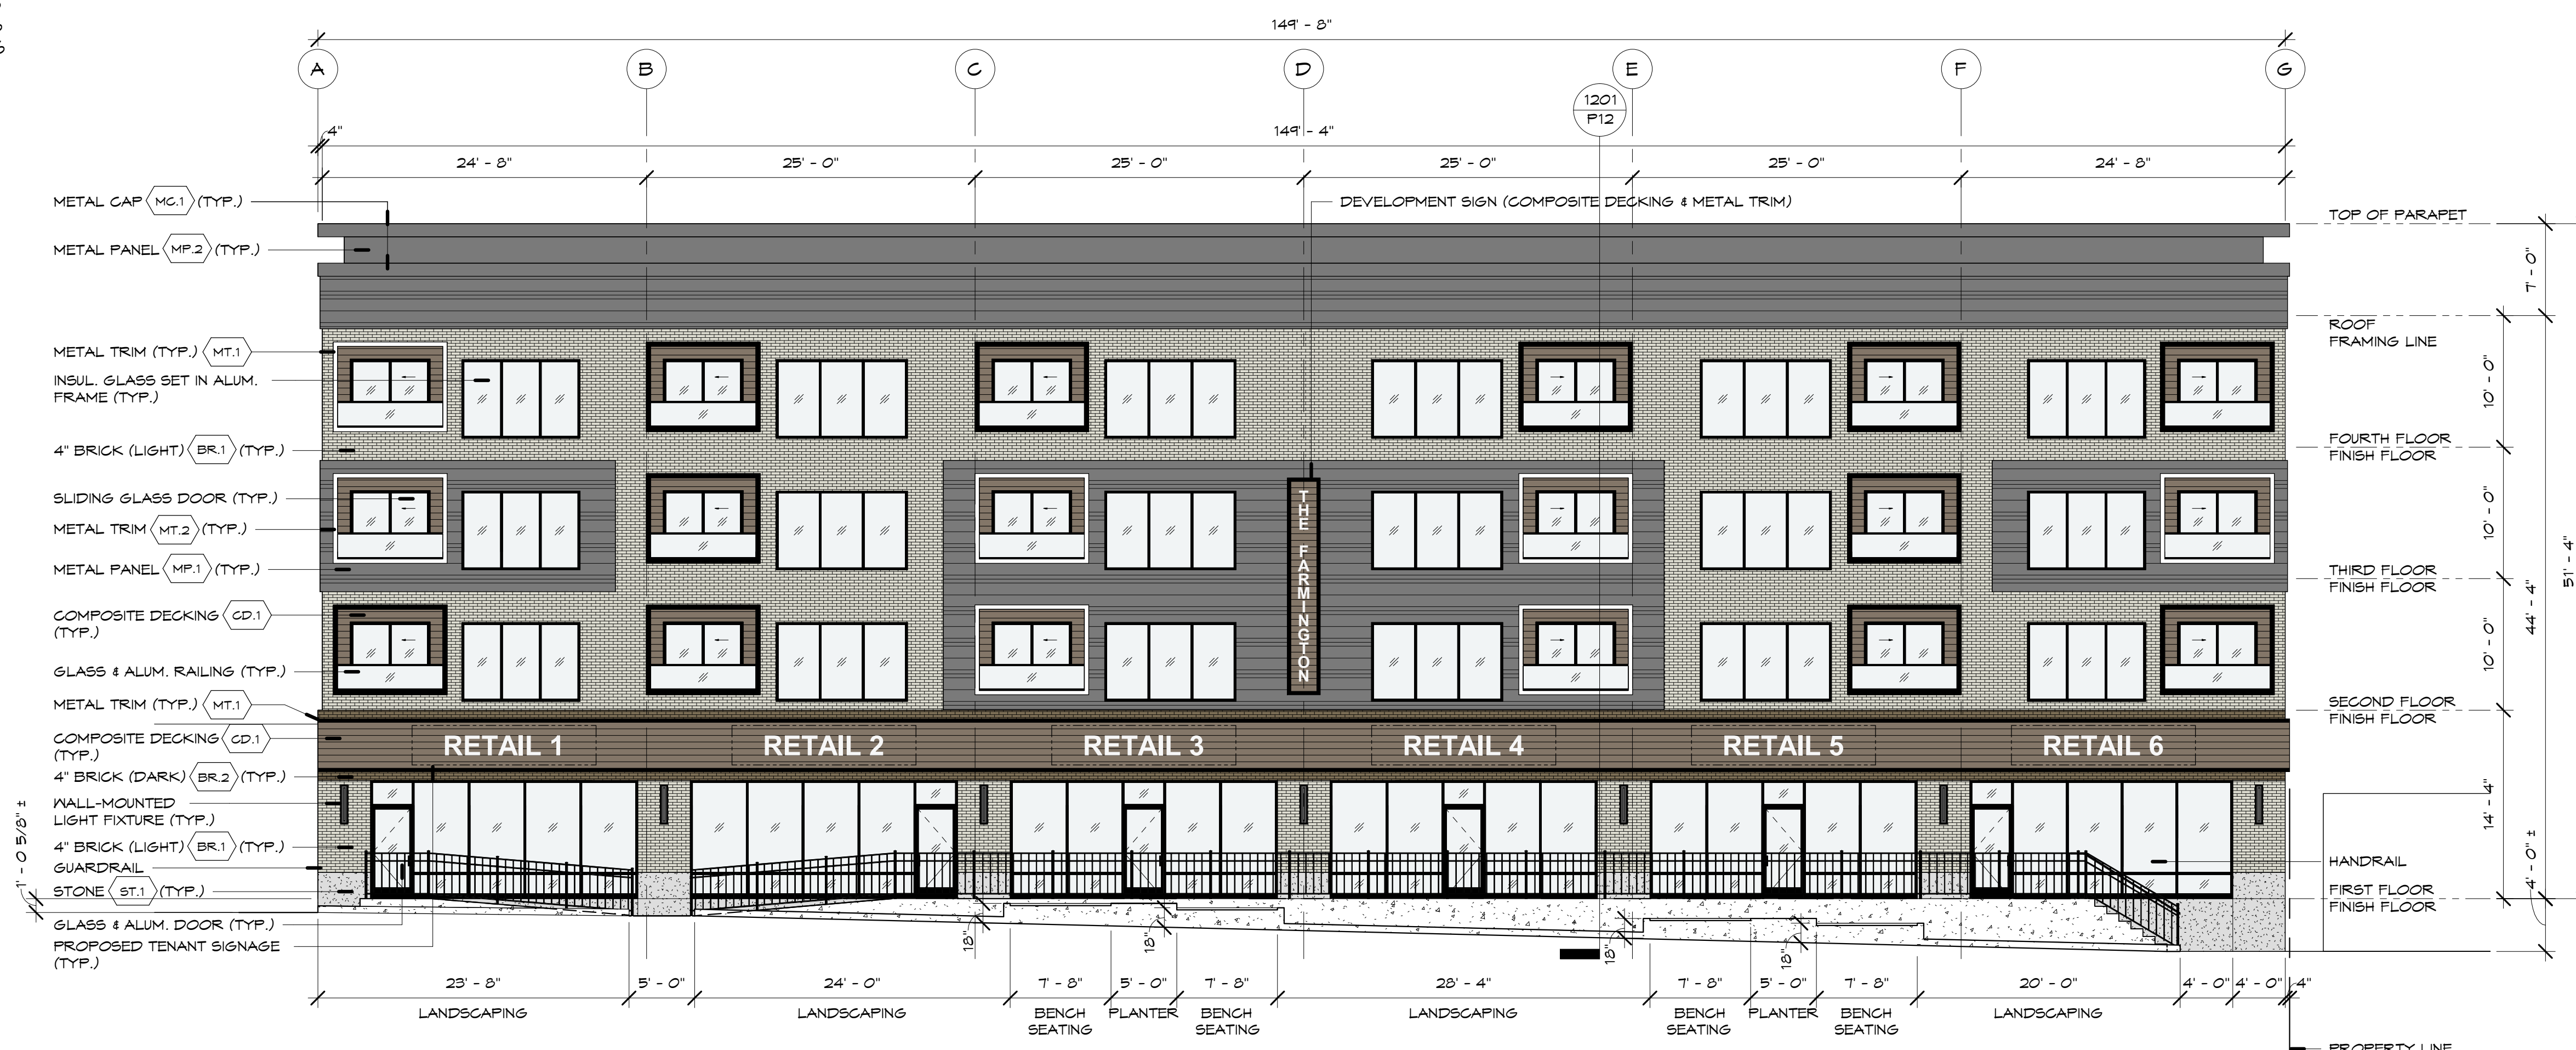 149' - 8"
A B C D E F G
1201
P12
4"
149' - 4"
24' - 8" 25' - 0" 25' - 0" 25' - 0" 25' - 0" 24' - 8"
METAL CAP MC.1 (TYP.)
DEVELOPMENT SIGN (COMPOSITE DECKING & METAL TRIM)
METAL PANEL MP.2 (TYP.)
METAL TRIM (TYP.) MT.1
INSUL. GLASS SET IN ALUM.
FRAME (TYP.)
4" BRICK (LIGHT) BR.1 (TYP.)
SLIDING GLASS DOOR (TYP.)
METAL TRIM MT.2 (TYP.)
METAL PANEL MP.1 (TYP.)
COMPOSITE DECKING CD.1
(TYP.)
GLASS & ALUM. RAILING (TYP.)
METAL TRIM (TYP.) MT.1
COMPOSITE DECKING CD.1
(TYP.)
4" BRICK (DARK) BR.2 (TYP.)
WALL-MOUNTED
LIGHT FIXTURE (TYP.)
4" BRICK (LIGHT) BR.1 (TYP.)
GUARDRAIL
STONE ST.1 (TYP.)
GLASS & ALUM. DOOR (TYP.)
PROPOSED TENANT SIGNAGE
(TYP.)
1' - 0 5/8" ±
THE FARMINGTON
RETAIL 1 RETAIL 2 RETAIL 3 RETAIL 4 RETAIL 5 RETAIL 6
TOP OF PARAPET
ROOF
FRAMING LINE
FOURTH FLOOR
FINISH FLOOR
THIRD FLOOR
FINISH FLOOR
SECOND FLOOR
FINISH FLOOR
HANDRAIL
FIRST FLOOR
FINISH FLOOR
7' - 0"
10' - 0"
10' - 0"
10' - 0"
14' - 4"
44' - 4"
51' - 4"
4' - 0" ±
18" 18" 18" 18"
23' - 8" 5' - 0" 24' - 0" 7' - 8" 5' - 0" 7' - 8" 28' - 4" 7' - 8" 5' - 0" 7' - 8" 20' - 0" 4' - 0" 4' - 0" 4"
LANDSCAPING LANDSCAPING BENCH PLANTER BENCH LANDSCAPING BENCH PLANTER BENCH LANDSCAPING
SEATING SEATING SEATING SEATING
PROPERTY LINE